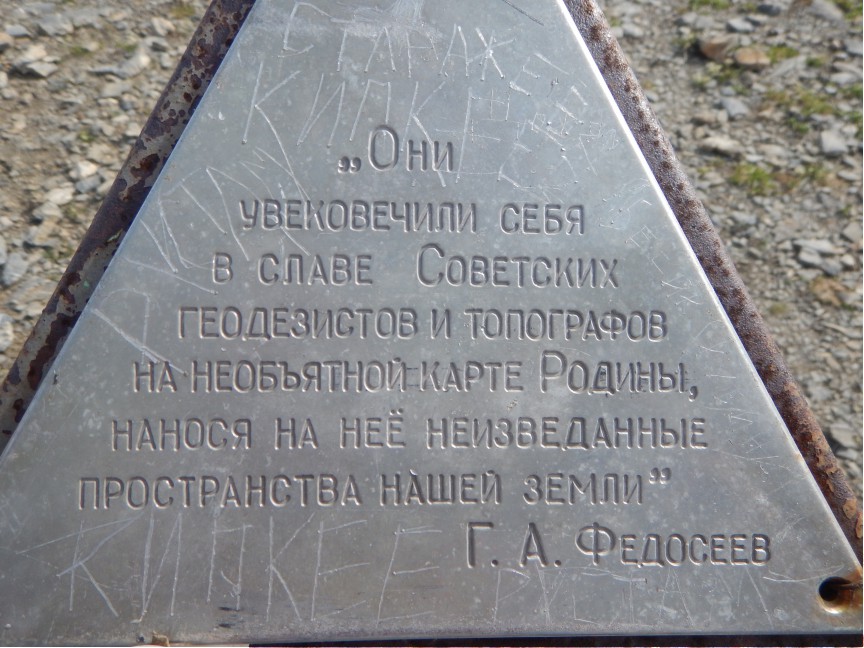 „Они
увековечили себя
в славе Советских
геодезистов и топографов
на необъятной карте Родины,
нанося на неё неизведанные
пространства нашей земли”
Г. А. Федосеев